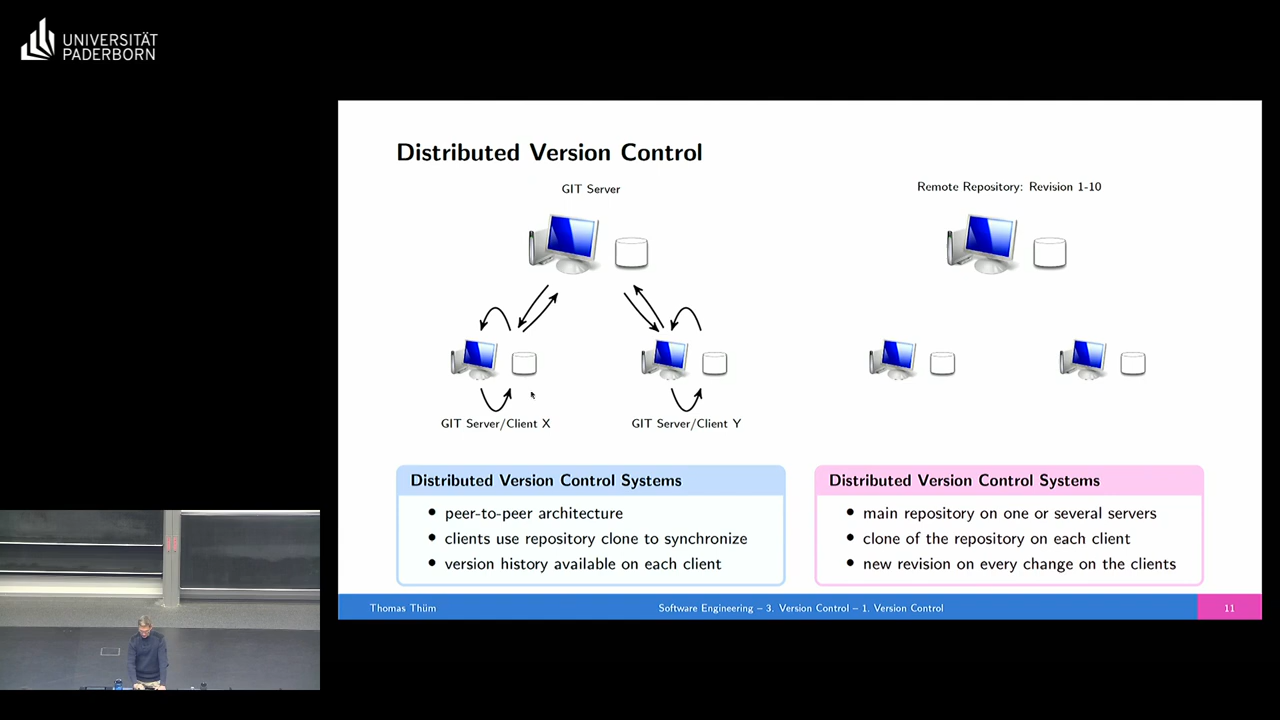 UNIVERSITÄT
PADERBORN
Distributed Version Control
GIT Server
GIT Server/Client X
GIT Server/Client Y
Remote Repository: Revision 1-10
Distributed Version Control Systems
• peer-to-peer architecture
• clients use repository clone to synchronize
• version history available on each client
Distributed Version Control Systems
• main repository on one or several servers
• clone of the repository on each client
• new revision on every change on the clients
Thomas Thüm
Software Engineering – 3. Version Control – 1. Version Control
11